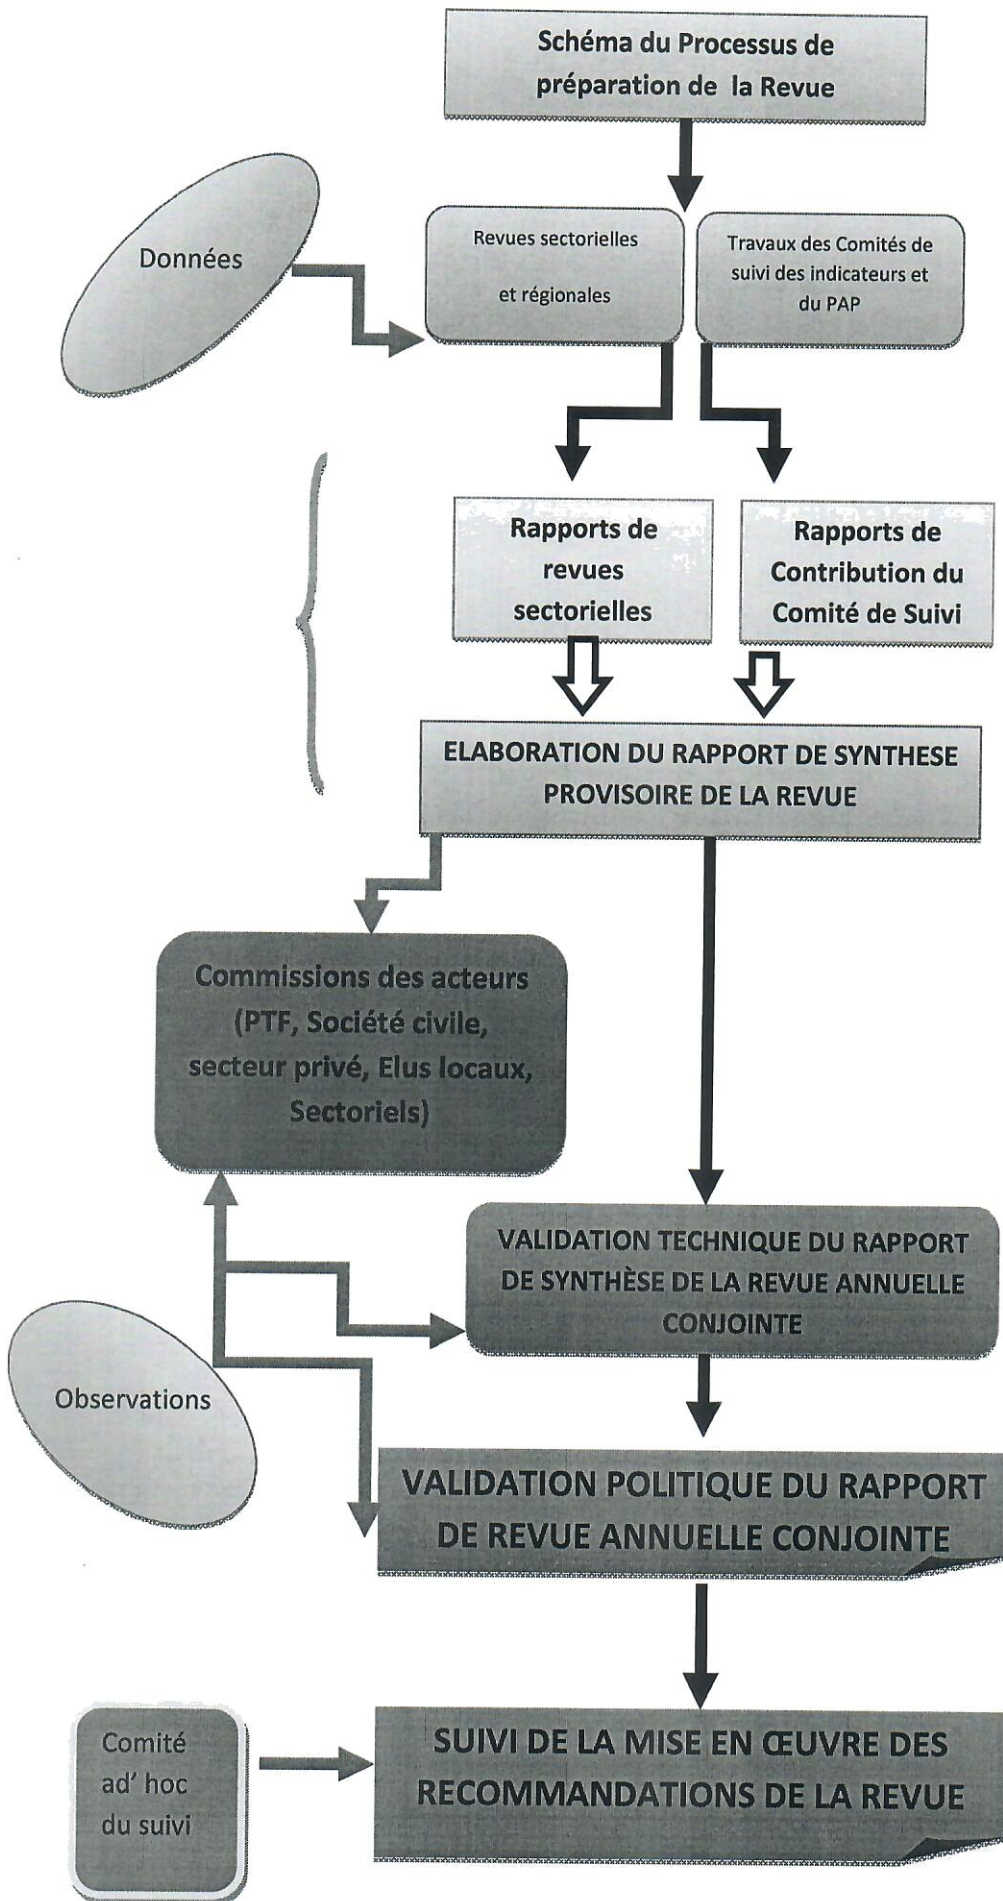 Schéma du Processus de
préparation de la Revue
Données
Revues sectorielles
et régionales
Travaux des Comités de
suivi des indicateurs et
du PAP
Rapports de
revues
sectorielles
Rapports de
Contribution du
Comité de Suivi
ELABORATION DU RAPPORT DE SYNTHESE
PROVISOIRE DE LA REVUE
Commissions des acteurs
(PTF, Société civile,
secteur privé, Elus locaux,
Sectoriels)
VALIDATION TECHNIQUE DU RAPPORT
DE SYNTHÈSE DE LA REVUE ANNUELLE
CONJOINTE
Observations
VALIDATION POLITIQUE DU RAPPORT
DE REVUE ANNUELLE CONJOINTE
Comité
ad’ hoc
du suivi
SUIVI DE LA MISE EN ŒUVRE DES
RECOMMANDATIONS DE LA REVUE